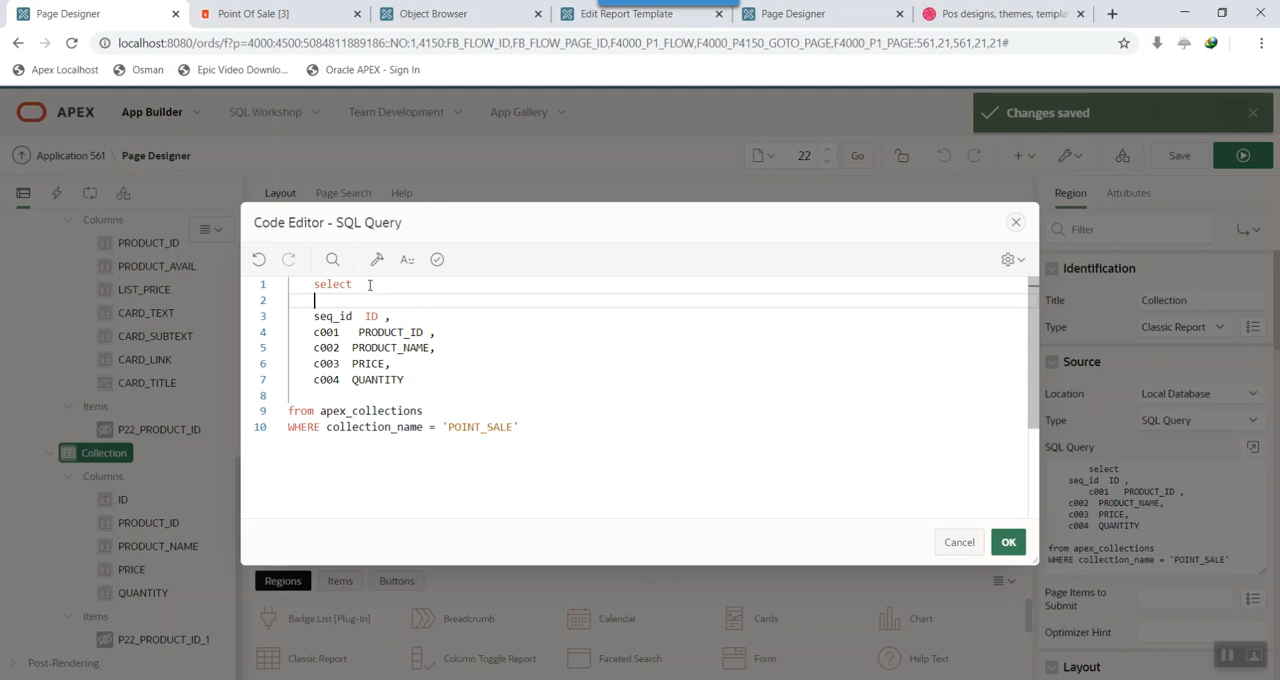 Page Designer
Point Of Sale [3]
Object Browser
Edit Report Template
Page Designer
Pos designs, themes, templat
localhost:8080/ords/f?p=4000:4500:5084811889186::NO:1,4150:FB_FLOW_ID,FB_FLOW_PAGE_ID,F4000_P1_FLOW,F4000_P4150_GOTO_PAGE,F4000_P1_PAGE:561,21,561,21,21#
Apex Localhost
Osman
Epic Video Downlo...
Oracle APEX - Sign In
APEX
App Builder
SQL Workshop
Team Development
App Gallery
Changes saved
Application 561
Page Designer
22
Go
Save
Layout
Page Search
Help
Region
Attributes
Columns
PRODUCT_ID
PRODUCT_AVAIL
LIST_PRICE
CARD_TEXT
CARD_SUBTEXT
CARD_LINK
CARD_TITLE
Items
P22_PRODUCT_ID
Collection
Columns
ID
PRODUCT_ID
PRODUCT_NAME
PRICE
QUANTITY
Items
P22_PRODUCT_ID_1
Post-Rendering
Code Editor - SQL Query
1 select
2
3 seq_id ID ,
4 c001 PRODUCT_ID ,
5 c002 PRODUCT_NAME,
6 c003 PRICE,
7 c004 QUANTITY
8
9 from apex_collections
10 WHERE collection_name = 'POINT_SALE'
Cancel
OK
Regions
Items
Buttons
Badge List [Plug-In]
Breadcrumb
Calendar
Cards
Chart
Classic Report
Column Toggle Report
Faceted Search
Form
Help Text
Filter
Identification
Title
Collection
Type
Classic Report
Source
Location
Local Database
Type
SQL Query
SQL Query
select
seq_id ID ,
c001 PRODUCT_ID ,
c002 PRODUCT_NAME,
c003 PRICE,
c004 QUANTITY
from apex_collections
WHERE collection_name = 'POINT_SALE'
Page Items to
Submit
Optimizer Hint
Layout